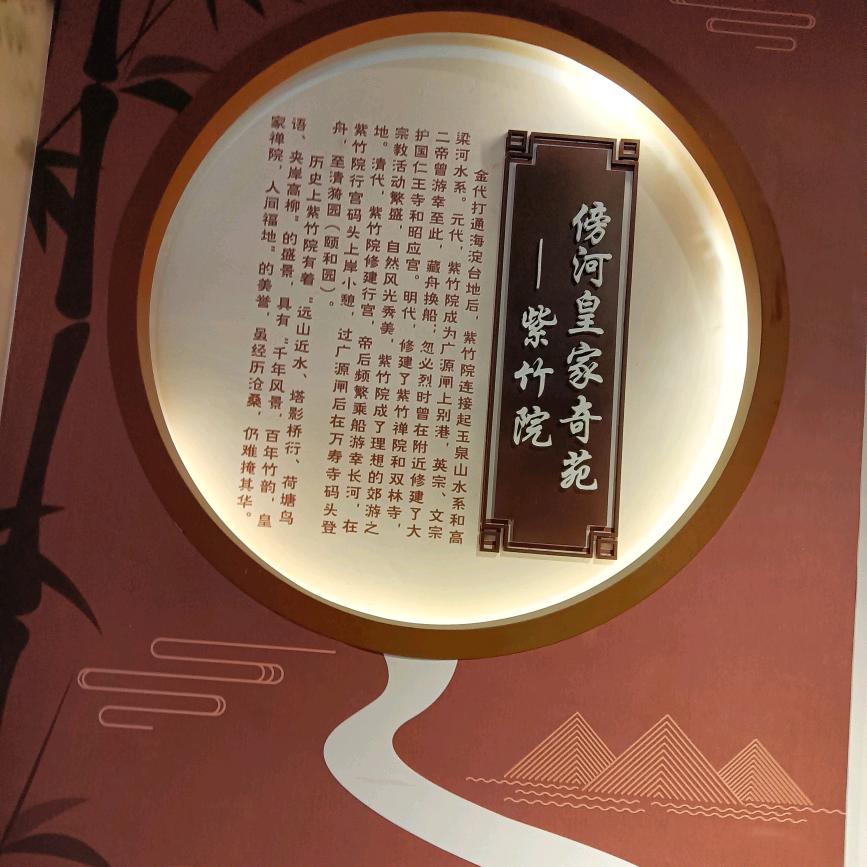 傍河皇家奇苑
——紫竹院
金代打通海淀台地后，紫竹院连接起玉泉山水系和高
梁河水系。元代，紫竹院成为广源闸上别港，英宗、文宗
二帝曾游幸至此，藏舟换船，忽必烈时曾在附近修建了大
护国仁王寺和昭应宫。明代，修建了紫竹禅院和双林寺，
宗教活动繁盛，自然风光秀美，紫竹院成了理想的郊游之
地。清代，紫竹院修建行宫，帝后频繁乘船游幸长河，在
紫竹院行宫码头上岸小憩，过广源闸后在万寿寺码头登
舟，至清漪园（颐和园）。
历史上紫竹院有着“远山近水、塔影桥衍、荷塘鸟
语、夹岸高柳”的盛景，具有“千年风景，百年竹韵，皇
家禅院，人间福地”的美誉，虽经历沧桑，仍难掩其华。